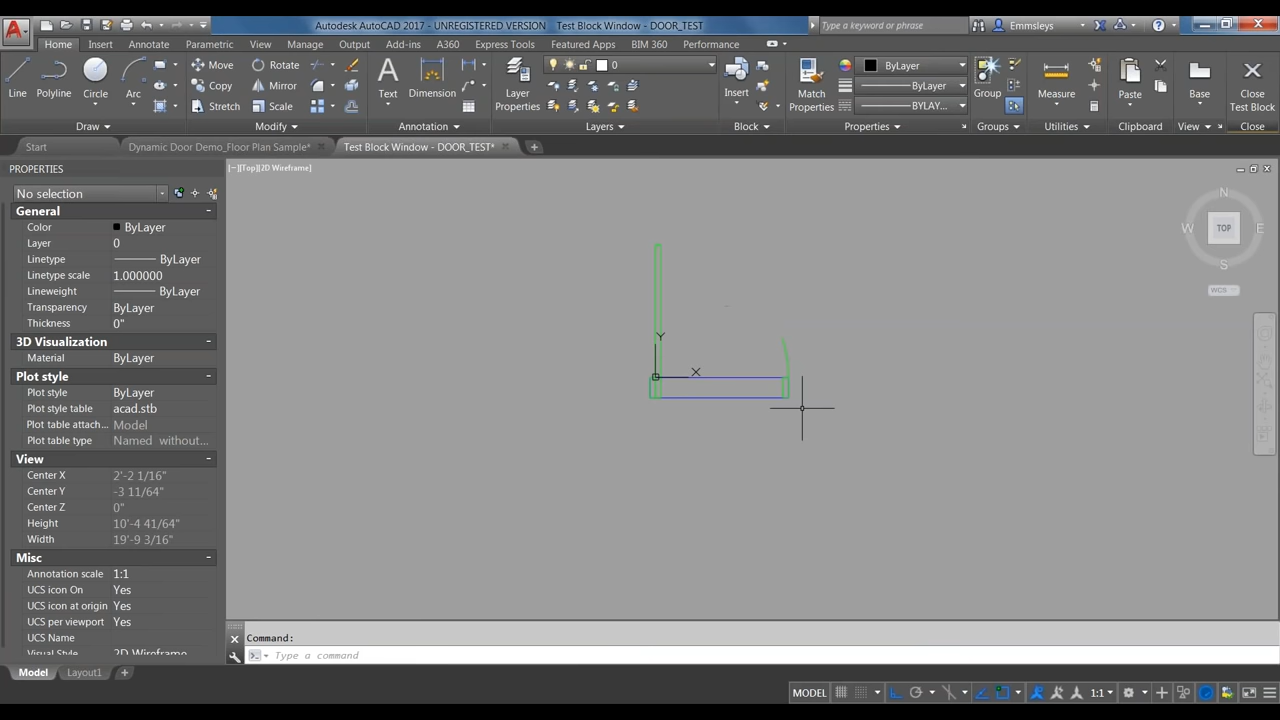 Autodesk AutoCAD 2017 - UNREGISTERED VERSION Test Block Window - DOOR_TEST
Type a keyword or phrase
Emmsleys
Home Insert Annotate Parametric View Manage Output Add-ins A360 Express Tools Featured Apps BIM 360 Performance
Line Polyline Circle Arc
Move Rotate
Copy Mirror
Stretch Scale
Text Dimension
Layer Properties
0
Insert
Match Properties
ByLayer
ByLayer
BYLAY...
Group
Measure
Paste
Base
Close Test Block
Draw Modify Annotation Layers Block Properties Groups Utilities Clipboard View Close
Start Dynamic Door Demo_Floor Plan Sample* Test Block Window - DOOR_TEST*
PROPERTIES
[−][Top][2D Wireframe]
No selection
General
Color ByLayer
Layer 0
Linetype ByLayer
Linetype scale 1.000000
Lineweight ByLayer
Transparency ByLayer
Thickness 0"
3D Visualization
Material ByLayer
Plot style
Plot style ByLayer
Plot style table acad.stb
Plot table attach... Model
Plot table type Named without...
View
Center X 2'-2 1/16"
Center Y -3 11/64"
Center Z 0"
Height 10'-4 41/64"
Width 19'-9 3/16"
Misc
Annotation scale 1:1
UCS icon On Yes
UCS icon at origin Yes
UCS per viewport Yes
UCS Name
Visual Style 2D Wireframe
N
W TOP E
S
WCS
Y
X
Command:
Type a command
Model Layout1
MODEL 1:1